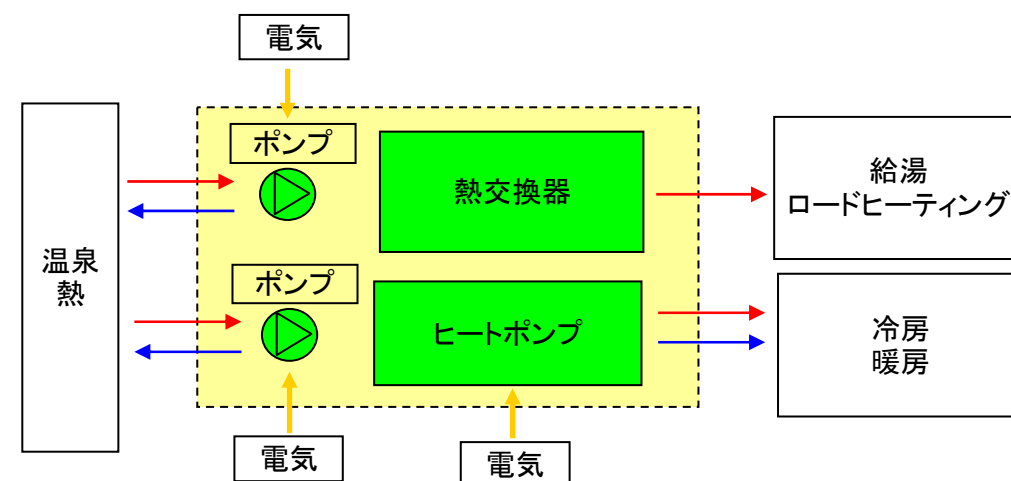 電気
ポンプ
熱交換器
給湯
ロードヒーティング
温泉
熱
ポンプ
ヒートポンプ
冷房
暖房
電気
電気